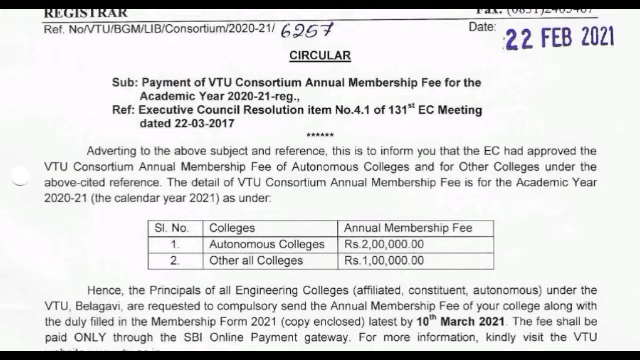 REGISTRAR
Ref. No/VTU/BGM/LIB/Consortium/2020-21/ 6257
Date: 22 FEB 2021
CIRCULAR
Sub: Payment of VTU Consortium Annual Membership Fee for the
Academic Year 2020-21-reg.,
Ref: Executive Council Resolution item No.4.1 of 131st EC Meeting
dated 22-03-2017
******
Adverting to the above subject and reference, this is to inform you that the EC had approved the
VTU Consortium Annual Membership Fee of Autonomous Colleges and for Other Colleges under the
above-cited reference. The detail of VTU Consortium Annual Membership Fee is for the Academic Year
2020-21 (the calendar year 2021) as under:
Sl. No. Colleges Annual Membership Fee
1. Autonomous Colleges Rs.2,00,000.00
2. Other all Colleges Rs.1,00,000.00
Hence, the Principals of all Engineering Colleges (affiliated, constituent, autonomous) under the
VTU, Belagavi, are requested to compulsory send the Annual Membership Fee of your college along with
the duly filled in the Membership Form 2021 (copy enclosed) latest by 10th March 2021. The fee shall be
paid ONLY through the SBI Online Payment gateway. For more information, kindly visit the VTU